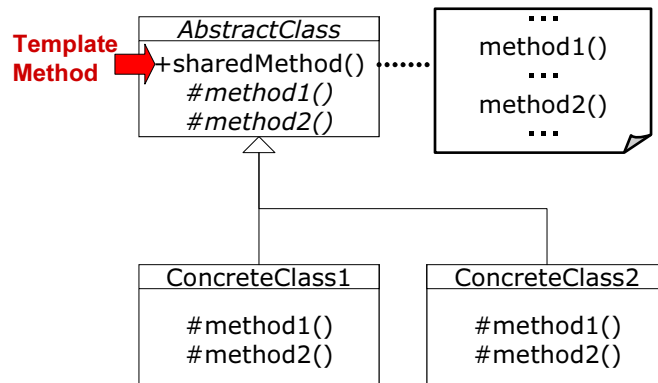 AbstractClass
Template
Method
+sharedMethod()
#method1()
#method2()
...
method1()
...
method2()
...
ConcreteClass1
#method1()
#method2()
ConcreteClass2
#method1()
#method2()